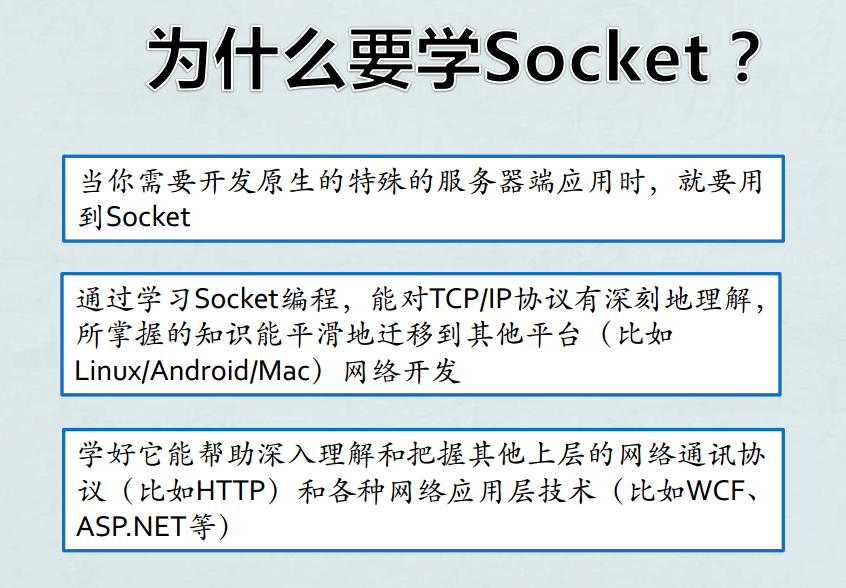 为什么要学Socket？
当你需要开发原生的特殊的服务器端应用时，就要用
到Socket
通过学习Socket编程，能对TCP/IP协议有深刻地理解，
所掌握的知识能平滑地迁移到其他平台（比如
Linux/Android/Mac）网络开发
学好它能帮助深入理解和把握其他上层的网络通讯协
议（比如HTTP）和各种网络应用层技术（比如WCF、
ASP.NET等）